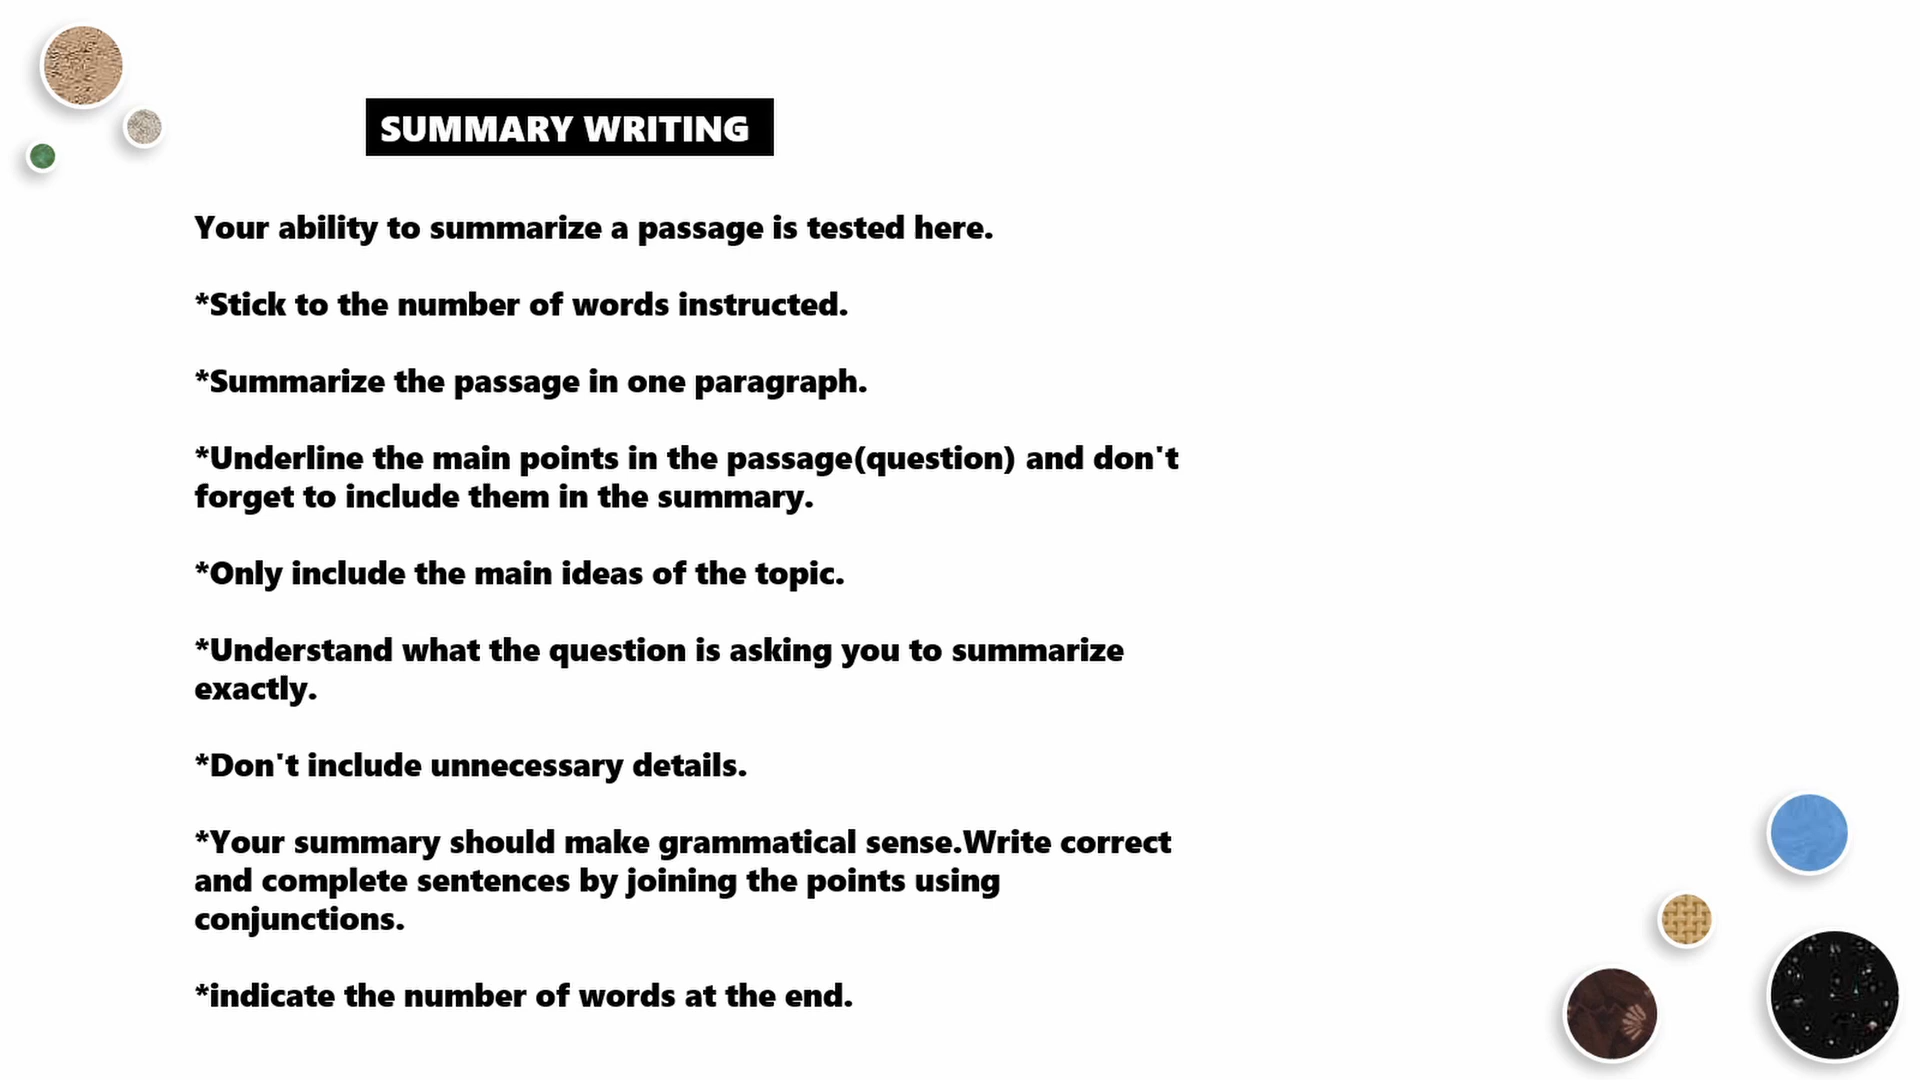 SUMMARY WRITING
Your ability to summarize a passage is tested here.
*Stick to the number of words instructed.
*Summarize the passage in one paragraph.
*Underline the main points in the passage(question) and don't
forget to include them in the summary.
*Only include the main ideas of the topic.
*Understand what the question is asking you to summarize
exactly.
*Don't include unnecessary details.
*Your summary should make grammatical sense.Write correct
and complete sentences by joining the points using
conjunctions.
*indicate the number of words at the end.